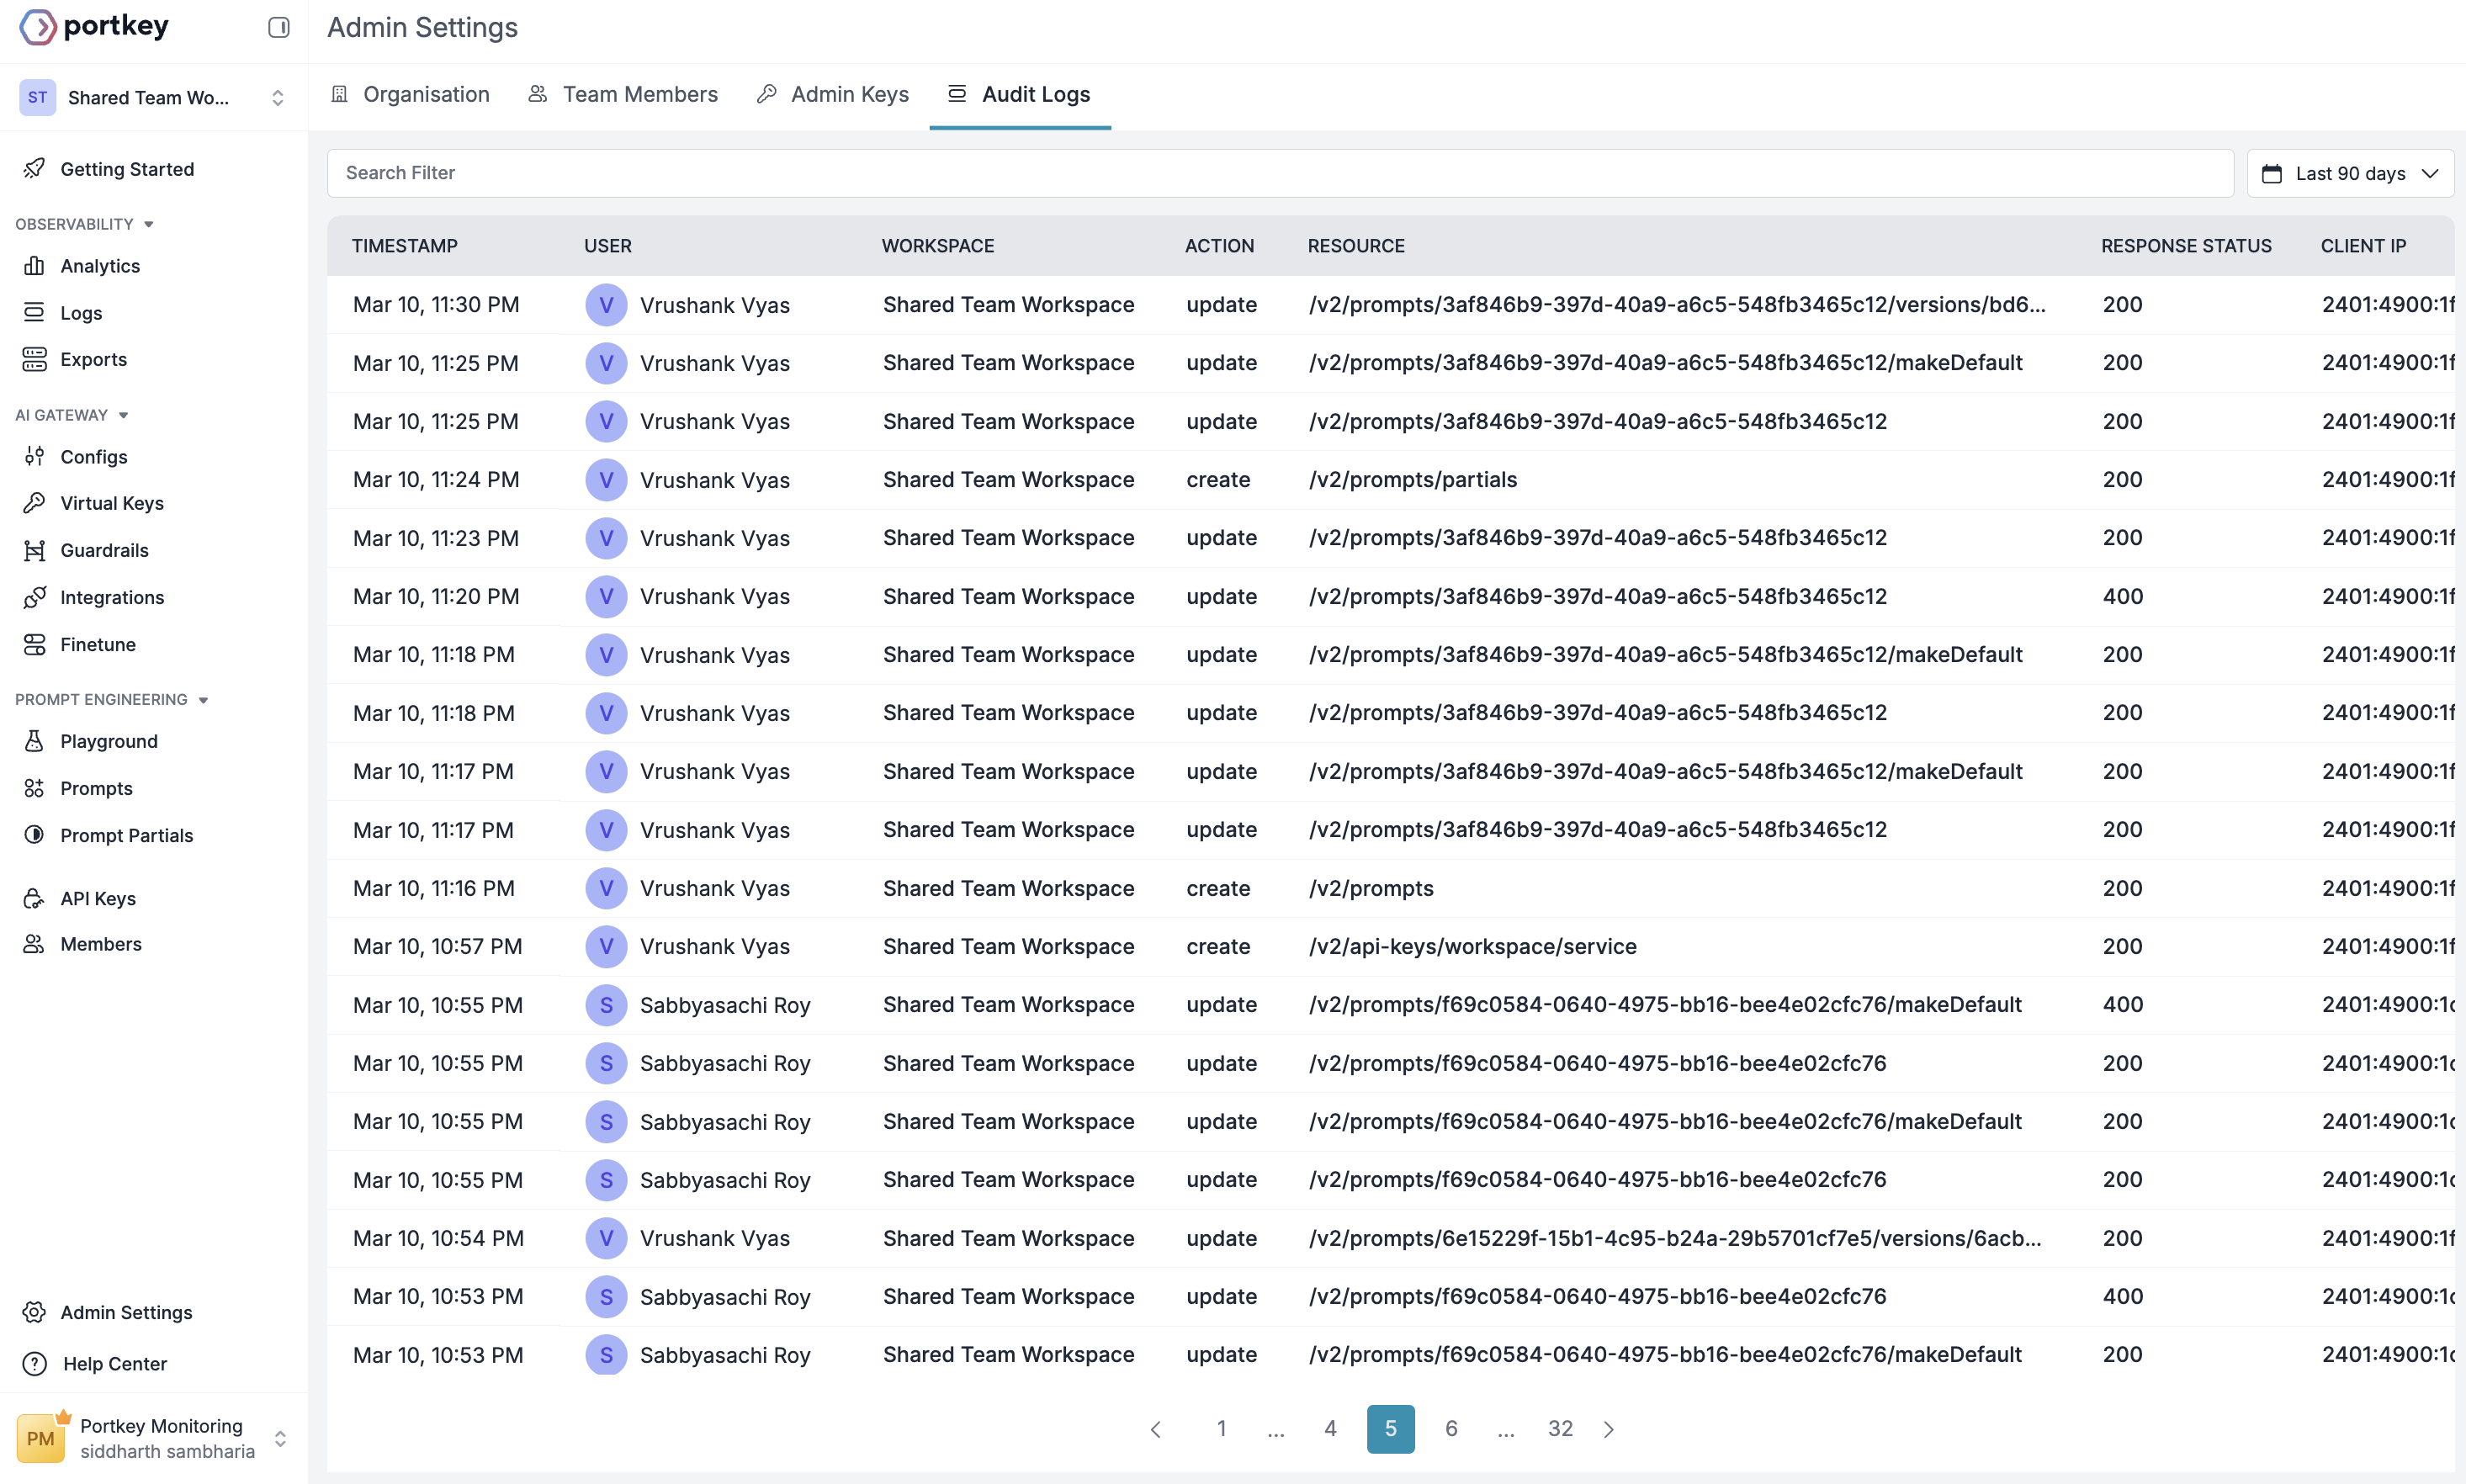 portkey
Admin Settings
ST Shared Team Wo...
Organisation Team Members Admin Keys Audit Logs
Getting Started
OBSERVABILITY
Analytics
Logs
Exports
AI GATEWAY
Configs
Virtual Keys
Guardrails
Integrations
Finetune
PROMPT ENGINEERING
Playground
Prompts
Prompt Partials
API Keys
Members
Admin Settings
Help Center
PM Portkey Monitoring
siddharth sambharia
Search Filter Last 90 days
TIMESTAMP USER WORKSPACE ACTION RESOURCE RESPONSE STATUS CLIENT IP
Mar 10, 11:30 PM V Vrushank Vyas Shared Team Workspace update /v2/prompts/3af846b9-397d-40a9-a6c5-548fb3465c12/versions/bd6... 200 2401:4900:1f
Mar 10, 11:25 PM V Vrushank Vyas Shared Team Workspace update /v2/prompts/3af846b9-397d-40a9-a6c5-548fb3465c12/makeDefault 200 2401:4900:1f
Mar 10, 11:25 PM V Vrushank Vyas Shared Team Workspace update /v2/prompts/3af846b9-397d-40a9-a6c5-548fb3465c12 200 2401:4900:1f
Mar 10, 11:24 PM V Vrushank Vyas Shared Team Workspace create /v2/prompts/partials 200 2401:4900:1f
Mar 10, 11:23 PM V Vrushank Vyas Shared Team Workspace update /v2/prompts/3af846b9-397d-40a9-a6c5-548fb3465c12 200 2401:4900:1f
Mar 10, 11:20 PM V Vrushank Vyas Shared Team Workspace update /v2/prompts/3af846b9-397d-40a9-a6c5-548fb3465c12 400 2401:4900:1f
Mar 10, 11:18 PM V Vrushank Vyas Shared Team Workspace update /v2/prompts/3af846b9-397d-40a9-a6c5-548fb3465c12/makeDefault 200 2401:4900:1f
Mar 10, 11:18 PM V Vrushank Vyas Shared Team Workspace update /v2/prompts/3af846b9-397d-40a9-a6c5-548fb3465c12 200 2401:4900:1f
Mar 10, 11:17 PM V Vrushank Vyas Shared Team Workspace update /v2/prompts/3af846b9-397d-40a9-a6c5-548fb3465c12/makeDefault 200 2401:4900:1f
Mar 10, 11:17 PM V Vrushank Vyas Shared Team Workspace update /v2/prompts/3af846b9-397d-40a9-a6c5-548fb3465c12 200 2401:4900:1f
Mar 10, 11:16 PM V Vrushank Vyas Shared Team Workspace create /v2/prompts 200 2401:4900:1f
Mar 10, 10:57 PM V Vrushank Vyas Shared Team Workspace create /v2/api-keys/workspace/service 200 2401:4900:1f
Mar 10, 10:55 PM S Sabbyasachi Roy Shared Team Workspace update /v2/prompts/f69c0584-0640-4975-bb16-bee4e02cfc76/makeDefault 400 2401:4900:1c
Mar 10, 10:55 PM S Sabbyasachi Roy Shared Team Workspace update /v2/prompts/f69c0584-0640-4975-bb16-bee4e02cfc76 200 2401:4900:1c
Mar 10, 10:55 PM S Sabbyasachi Roy Shared Team Workspace update /v2/prompts/f69c0584-0640-4975-bb16-bee4e02cfc76/makeDefault 200 2401:4900:1c
Mar 10, 10:55 PM S Sabbyasachi Roy Shared Team Workspace update /v2/prompts/f69c0584-0640-4975-bb16-bee4e02cfc76 200 2401:4900:1c
Mar 10, 10:54 PM V Vrushank Vyas Shared Team Workspace update /v2/prompts/6e15229f-15b1-4c95-b24a-29b5701cf7e5/versions/6acb... 200 2401:4900:1f
Mar 10, 10:53 PM S Sabbyasachi Roy Shared Team Workspace update /v2/prompts/f69c0584-0640-4975-bb16-bee4e02cfc76 400 2401:4900:1c
Mar 10, 10:53 PM S Sabbyasachi Roy Shared Team Workspace update /v2/prompts/f69c0584-0640-4975-bb16-bee4e02cfc76/makeDefault 200 2401:4900:1c
1 ... 4 5 6 ... 32